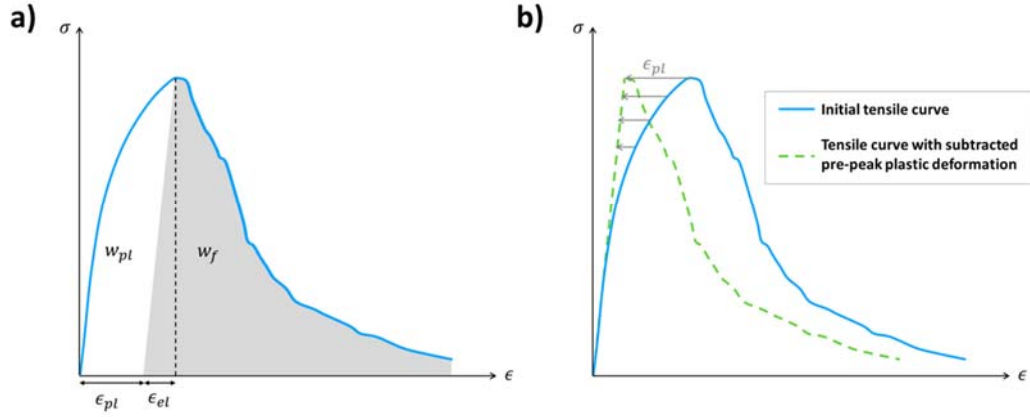 a)
σ
w_pl
w_f
ϵ
ϵ_pl
ϵ_el
b)
σ
ϵ_pl
Initial tensile curve
Tensile curve with subtracted
pre-peak plastic deformation
ϵ